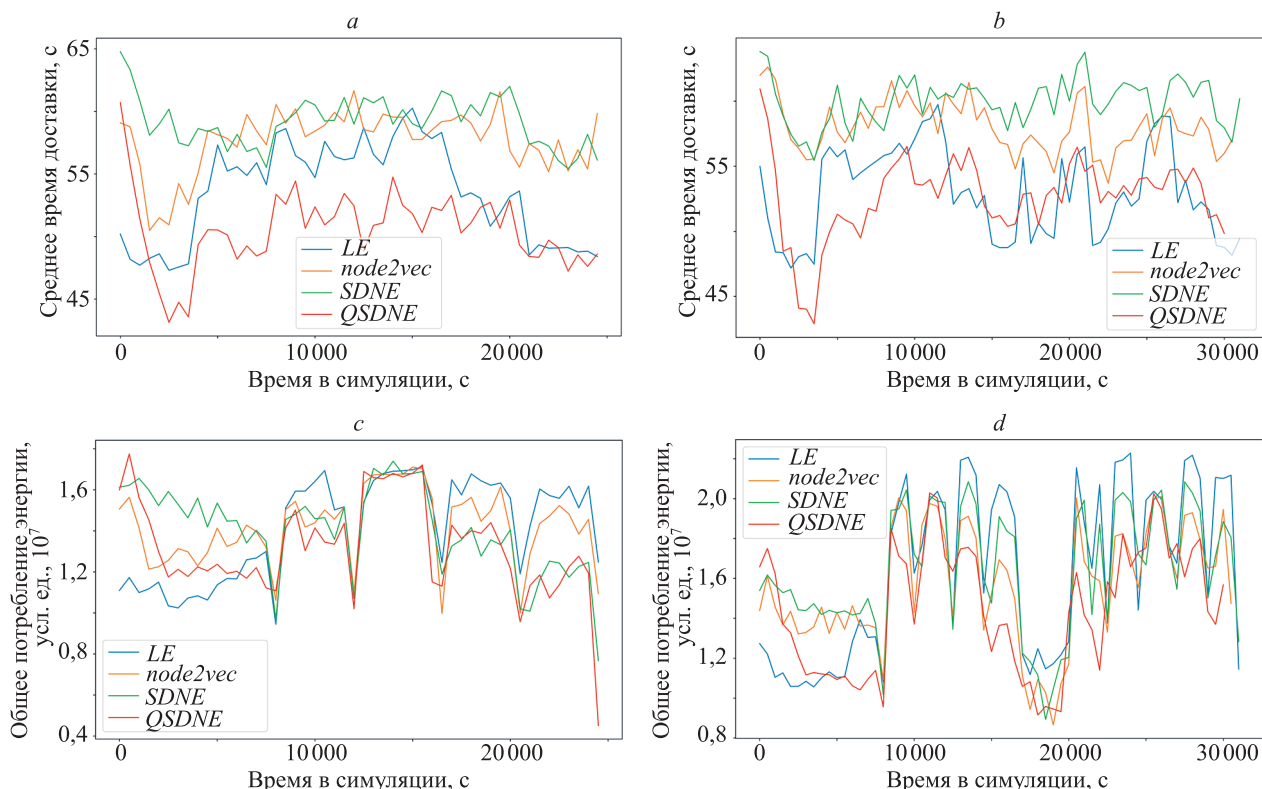 a
Среднее время доставки, с
65
55
45
LE
node2vec
SDNE
QSDNE
0
10 000
20 000
Время в симуляции, с
b
Среднее время доставки, с
55
45
LE
node2vec
SDNE
QSDNE
0
10 000
20 000
30 000
Время в симуляции, с
c
Общее потребление энергии,
усл. ед., 10⁷
1,6
1,2
0,8
0,4
LE
node2vec
SDNE
QSDNE
0
10 000
20 000
Время в симуляции, с
d
Общее потребление энергии,
усл. ед., 10⁷
2,0
1,6
1,2
0,8
LE
node2vec
SDNE
QSDNE
0
10 000
20 000
30 000
Время в симуляции, с